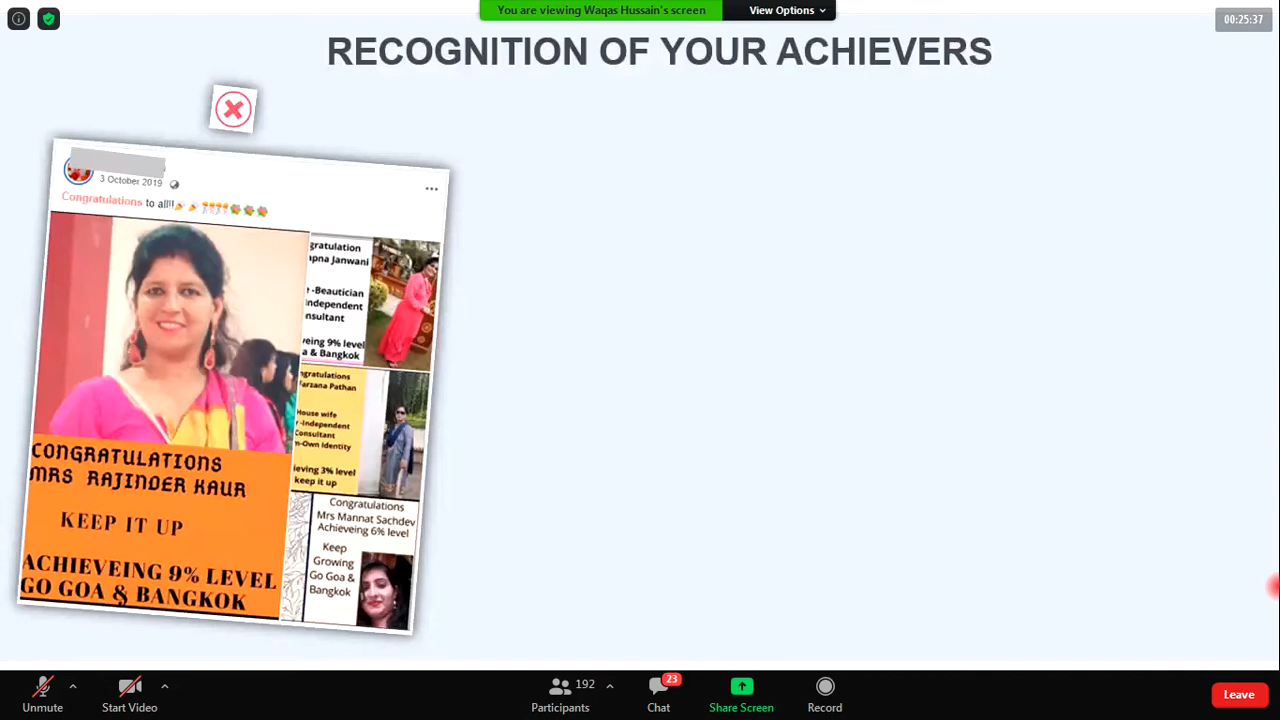 You are viewing Waqas Hussain's screen
View Options
00:25:37
RECOGNITION OF YOUR ACHIEVERS
3 October 2019
Congratulations to all!!
CONGRATULATIONS
MRS RAJINDER KAUR
KEEP IT UP
ACHIEVEING 9% LEVEL
GO GOA & BANGKOK
gratulation
apna Janwani
-Beautician
Independent
nsultant
veing 9% level
a & Bangkok
ngratulations
arzana Pathan
House wife
-Independent
Consultant
n-Own Identity
ieving 3% level
keep it up
Congratulations
Mrs Mannat Sachdev
Achieveing 6% level
Keep
Growing
Go Goa &
Bangkok
Unmute
Start Video
192
Participants
23
Chat
Share Screen
Record
Leave